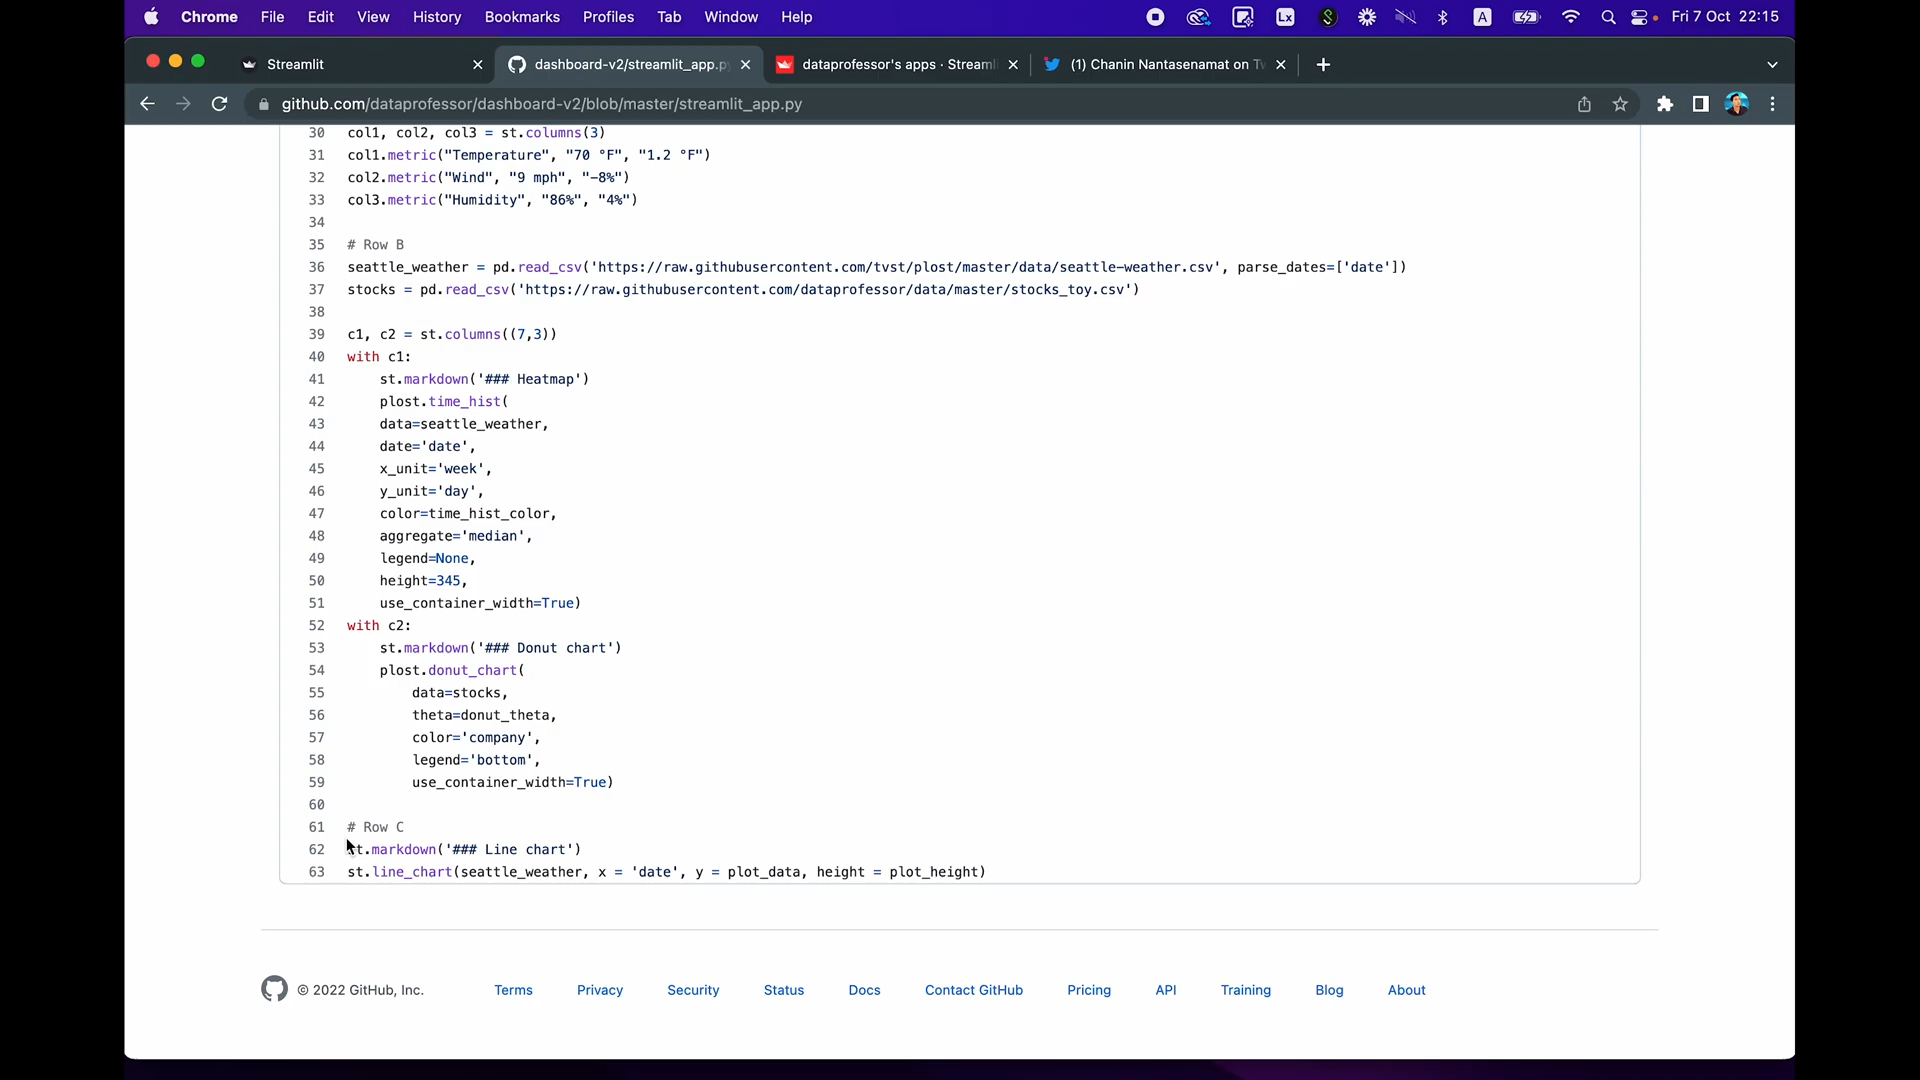 Chrome File Edit View History Bookmarks Profiles Tab Window Help Lx S A Fri 7 Oct 22:15
Streamlit dashboard-v2/streamlit_app.p dataprofessor's apps · Streaml (1) Chanin Nantasenamat on Tw
github.com/dataprofessor/dashboard-v2/blob/master/streamlit_app.py
30 col1, col2, col3 = st.columns(3)
31 col1.metric("Temperature", "70 °F", "1.2 °F")
32 col2.metric("Wind", "9 mph", "-8%")
33 col3.metric("Humidity", "86%", "4%")
34
35 # Row B
36 seattle_weather = pd.read_csv('https://raw.githubusercontent.com/tvst/plost/master/data/seattle-weather.csv', parse_dates=['date'])
37 stocks = pd.read_csv('https://raw.githubusercontent.com/dataprofessor/data/master/stocks_toy.csv')
38
39 c1, c2 = st.columns((7,3))
40 with c1:
41 st.markdown('### Heatmap')
42 plost.time_hist(
43 data=seattle_weather,
44 date='date',
45 x_unit='week',
46 y_unit='day',
47 color=time_hist_color,
48 aggregate='median',
49 legend=None,
50 height=345,
51 use_container_width=True)
52 with c2:
53 st.markdown('### Donut chart')
54 plost.donut_chart(
55 data=stocks,
56 theta=donut_theta,
57 color='company',
58 legend='bottom',
59 use_container_width=True)
60
61 # Row C
62 st.markdown('### Line chart')
63 st.line_chart(seattle_weather, x = 'date', y = plot_data, height = plot_height)
© 2022 GitHub, Inc. Terms Privacy Security Status Docs Contact GitHub Pricing API Training Blog About